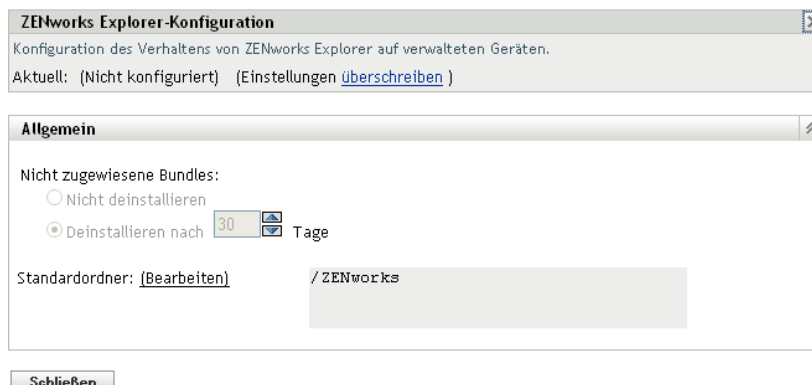 ZENworks Explorer-Konfiguration
Konfiguration des Verhaltens von ZENworks Explorer auf verwalteten Geräten.
Aktuell: (Nicht konfiguriert) (Einstellungen überschreiben )
Allgemein
Nicht zugewiesene Bundles:
Nicht deinstallieren
Deinstallieren nach 30 Tage
Standardordner: (Bearbeiten) /ZENworks
Schließen